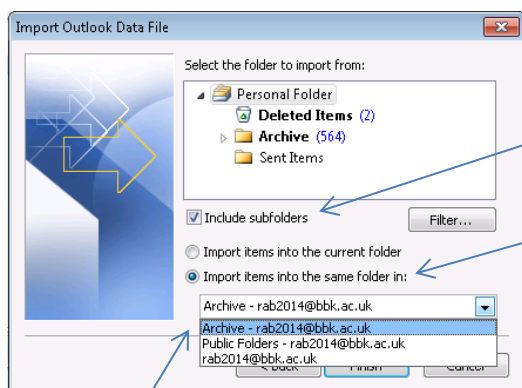 Import Outlook Data File
Select the folder to import from:
Personal Folder
Deleted Items (2)
Archive (564)
Sent Items
Include subfolders
Filter...
Import items into the current folder
Import items into the same folder in:
Archive - rab2014@bbk.ac.uk
Archive - rab2014@bbk.ac.uk
Public Folders - rab2014@bbk.ac.uk
rab2014@bbk.ac.uk
< Back Finish Cancel